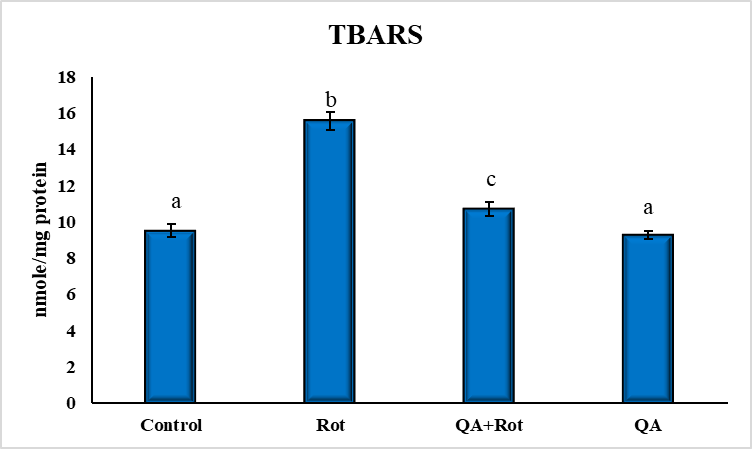 TBARS
nmole/mg protein
18
16
14
12
10
8
6
4
2
0
a
b
c
a
Control
Rot
QA+Rot
QA